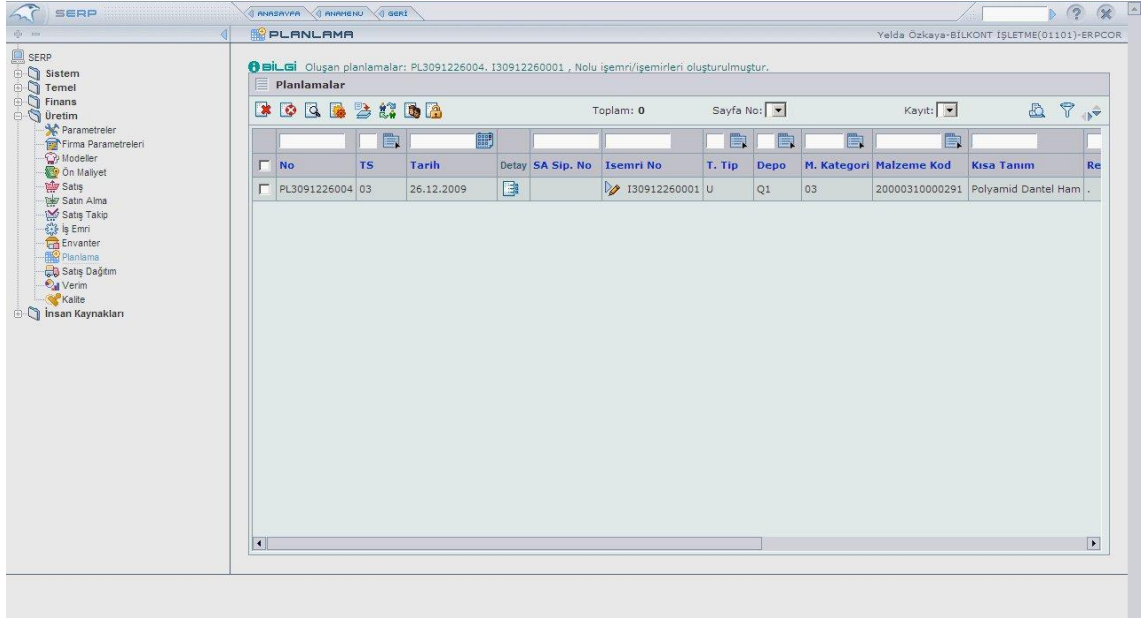 SERP
ANASAYFA ANAMENU GERİ
PLANLAMA
Yelda Özkaya-BİLKONT İŞLETME(01101)-ERPCOR
SERP
Sistem
Temel
Finans
Üretim
Parametreler
Firma Parametreleri
Modeller
Ön Maliyet
Satış
Satın Alma
Satış Takip
İş Emri
Envanter
Planlama
Satış Dağıtım
Verim
Kalite
İnsan Kaynakları
BİLGİ Oluşan planlamalar: PL3091226004. I30912260001 , Nolu işemri/işemirleri oluşturulmuştur.
Planlamalar
Toplam: 0 Sayfa No: Kayıt:
No TS Tarih Detay SA Sip. No Isemri No T. Tip Depo M. Kategori Malzeme Kod Kısa Tanım Re
PL3091226004 03 26.12.2009 I30912260001 U Q1 03 20000310000291 Polyamid Dantel Ham .